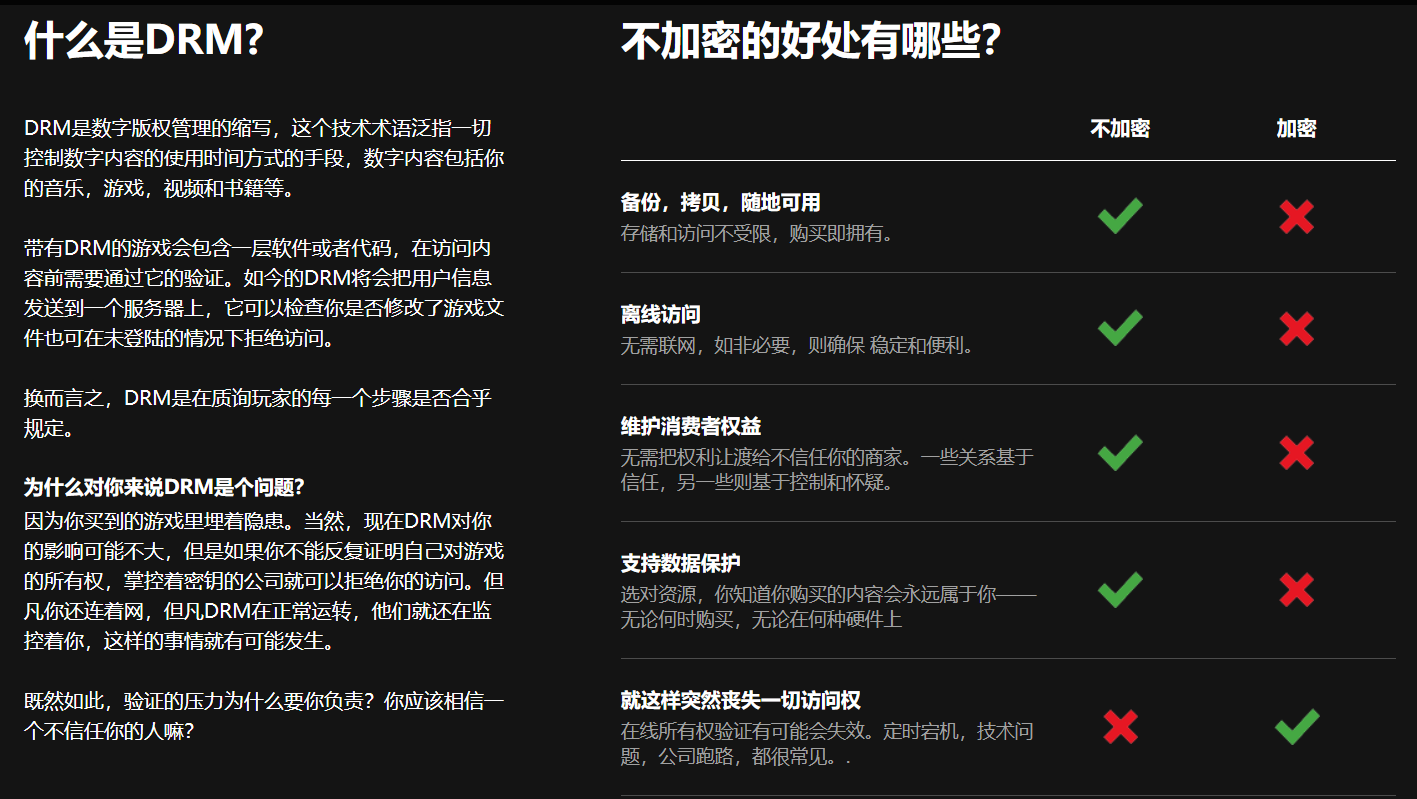 什么是DRM?
DRM是数字版权管理的缩写，这个技术术语泛指一切
控制数字内容的使用时间方式的手段，数字内容包括你
的音乐，游戏，视频和书籍等。
带有DRM的游戏会包含一层软件或者代码，在访问内
容前需要通过它的验证。如今的DRM将会把用户信息
发送到一个服务器上，它可以检查你是否修改了游戏文
件也可在未登陆的情况下拒绝访问。
换而言之，DRM是在质询玩家的每一个步骤是否合乎
规定。
为什么对你来说DRM是个问题?
因为你买到的游戏里埋着隐患。当然，现在DRM对你
的影响可能不大，但是如果你不能反复证明自己对游戏
的所有权，掌控着密钥的公司就可以拒绝你的访问。但
凡你还连着网，但凡DRM在正常运转，他们就还在监
控着你，这样的事情就有可能发生。
既然如此，验证的压力为什么要你负责？你应该相信一
个不信任你的人嘛?
不加密的好处有哪些?
不加密 加密
备份，拷贝，随地可用
存储和访问不受限，购买即拥有。
离线访问
无需联网，如非必要，则确保 稳定和便利。
维护消费者权益
无需把权利让渡给不信任你的商家。一些关系基于
信任，另一些则基于控制和怀疑。
支持数据保护
选对资源，你知道你购买的内容会永远属于你——
无论何时购买，无论在何种硬件上
就这样突然丧失一切访问权
在线所有权验证有可能会失效。定时宕机，技术问
题，公司跑路，都很常见。.